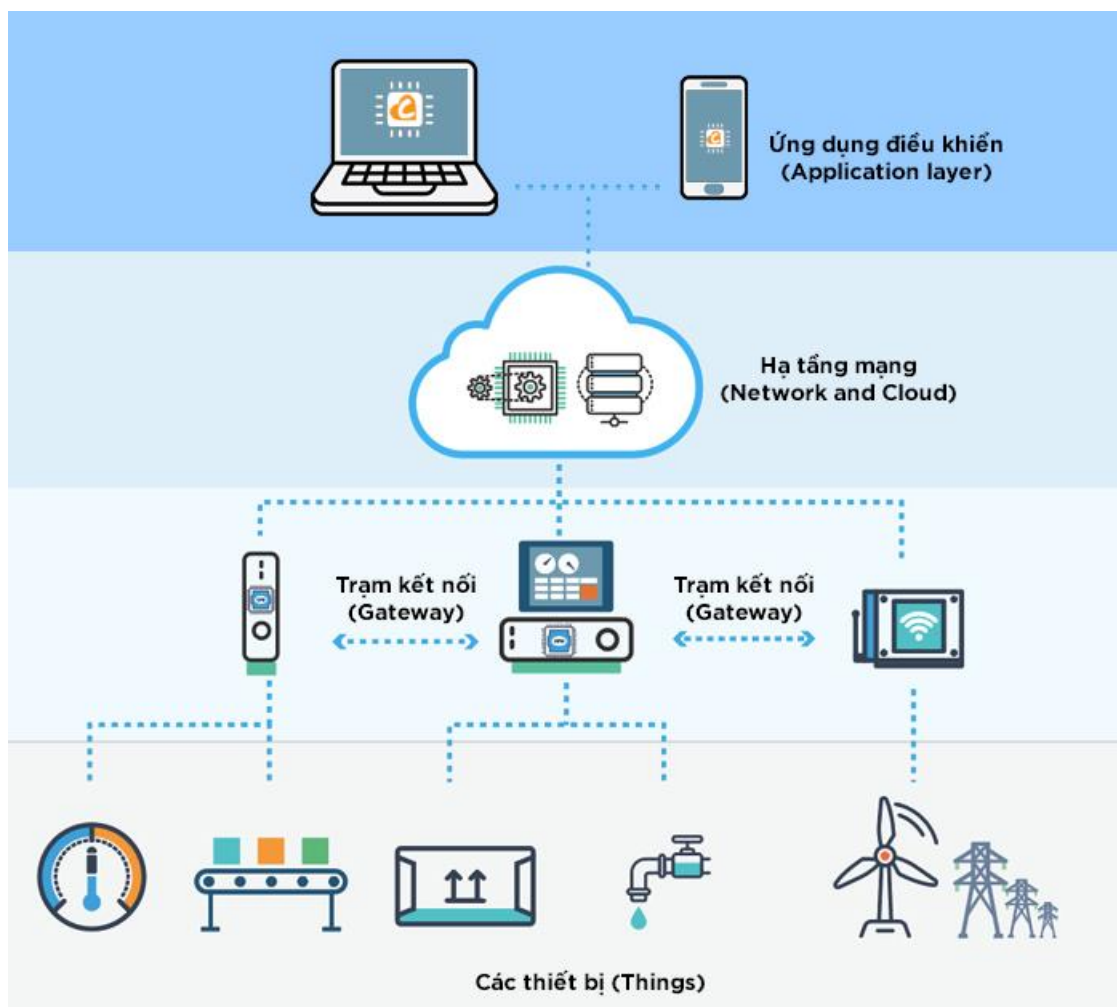 Ứng dụng điều khiển
(Application layer)
Hạ tầng mạng
(Network and Cloud)
Trạm kết nối
(Gateway)
Trạm kết nối
(Gateway)
Các thiết bị (Things)